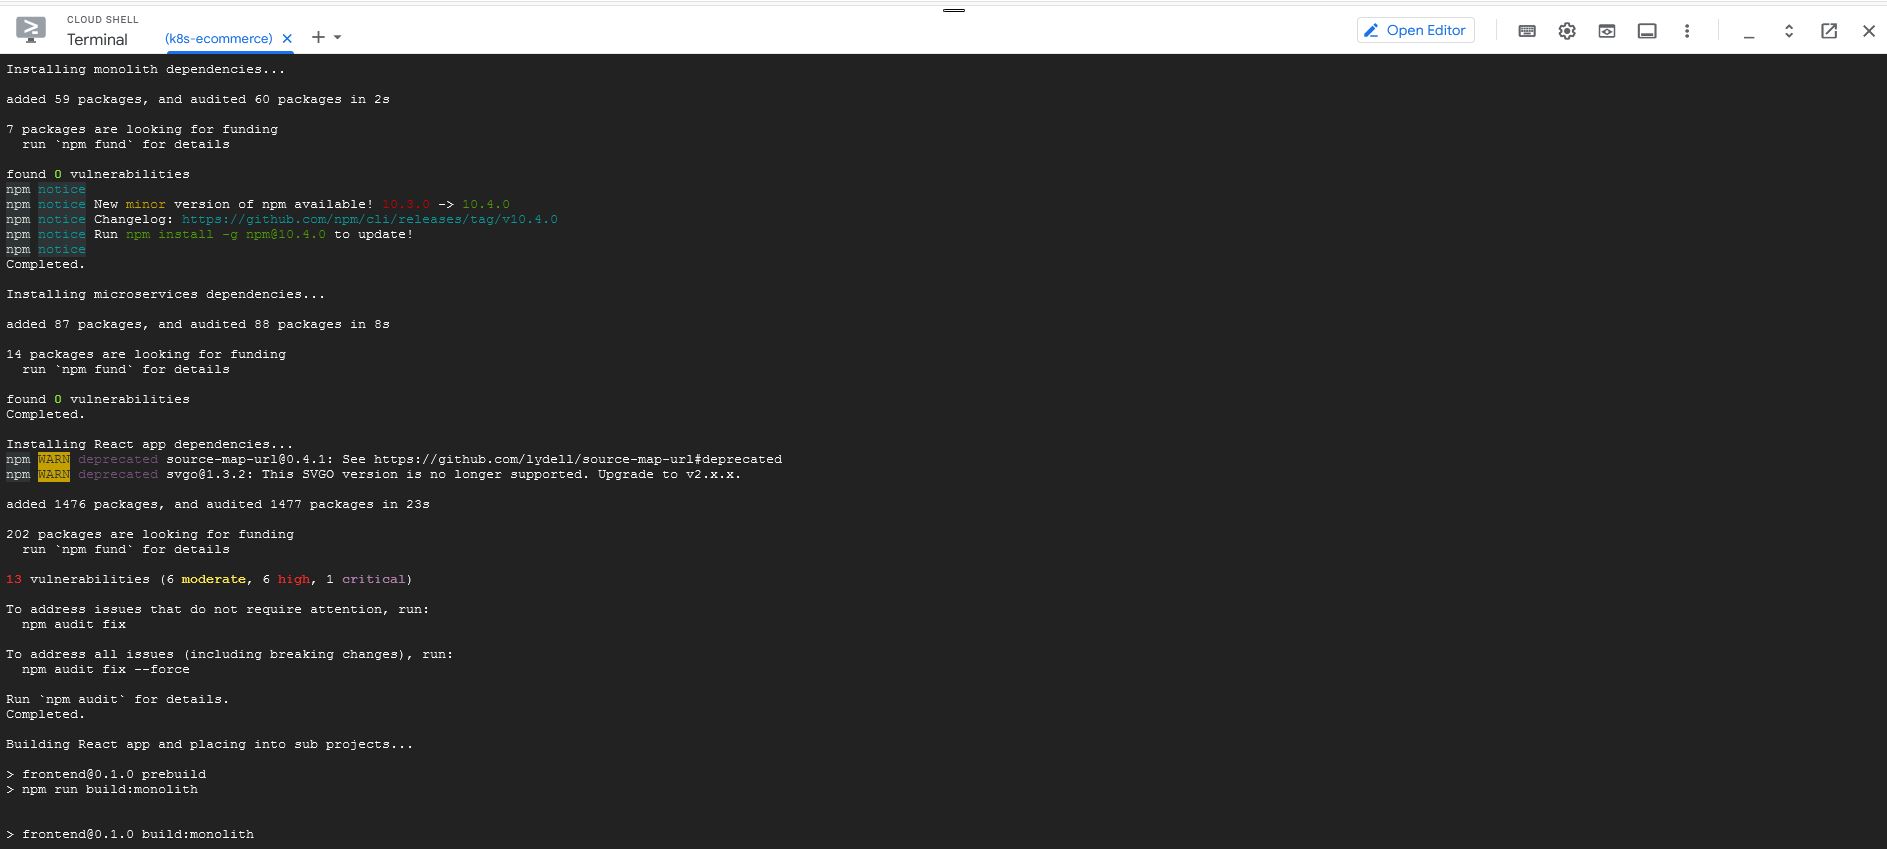 CLOUD SHELL
Terminal
(k8s-ecommerce)
Open Editor
Installing monolith dependencies...
added 59 packages, and audited 60 packages in 2s
7 packages are looking for funding
  run `npm fund` for details
found 0 vulnerabilities
npm notice
npm notice New minor version of npm available! 10.3.0 -> 10.4.0
npm notice Changelog: https://github.com/npm/cli/releases/tag/v10.4.0
npm notice Run npm install -g npm@10.4.0 to update!
npm notice
Completed.
Installing microservices dependencies...
added 87 packages, and audited 88 packages in 8s
14 packages are looking for funding
  run `npm fund` for details
found 0 vulnerabilities
Completed.
Installing React app dependencies...
npm WARN deprecated source-map-url@0.4.1: See https://github.com/lydell/source-map-url#deprecated
npm WARN deprecated svgo@1.3.2: This SVGO version is no longer supported. Upgrade to v2.x.x.
added 1476 packages, and audited 1477 packages in 23s
202 packages are looking for funding
  run `npm fund` for details
13 vulnerabilities (6 moderate, 6 high, 1 critical)
To address issues that do not require attention, run:
  npm audit fix
To address all issues (including breaking changes), run:
  npm audit fix --force
Run `npm audit` for details.
Completed.
Building React app and placing into sub projects...
> frontend@0.1.0 prebuild
> npm run build:monolith
> frontend@0.1.0 build:monolith